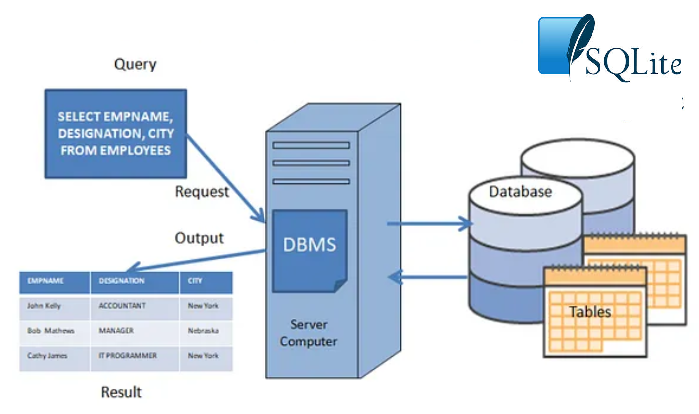 SQLite
Query
SELECT EMPNAME,
DESIGNATION, CITY
FROM EMPLOYEES
Request
Output
DBMS
Server
Computer
Database
Tables
EMPNAME DESIGNATION CITY
John Kelly ACCOUNTANT New York
Bob Mathews MANAGER Nebraska
Cathy James IT PROGRAMMER New York
Result